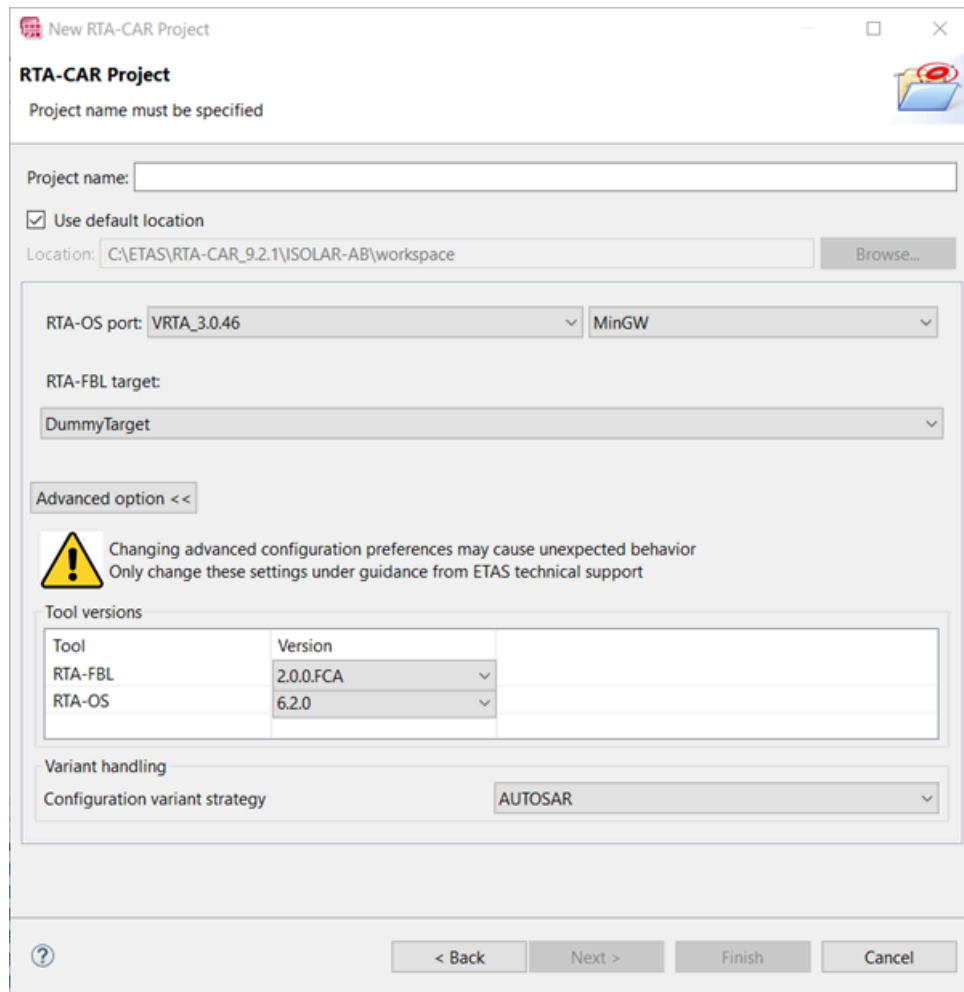 New RTA-CAR Project
RTA-CAR Project
Project name must be specified
Project name:
Use default location
Location: C:\ETAS\RTA-CAR_9.2.1\ISOLAR-AB\workspace Browse...
RTA-OS port: VRTA_3.0.46 MinGW
RTA-FBL target:
DummyTarget
Advanced option <<
Changing advanced configuration preferences may cause unexpected behavior
Only change these settings under guidance from ETAS technical support
Tool versions
Tool Version
RTA-FBL 2.0.0.FCA
RTA-OS 6.2.0
Variant handling
Configuration variant strategy AUTOSAR
< Back Next > Finish Cancel